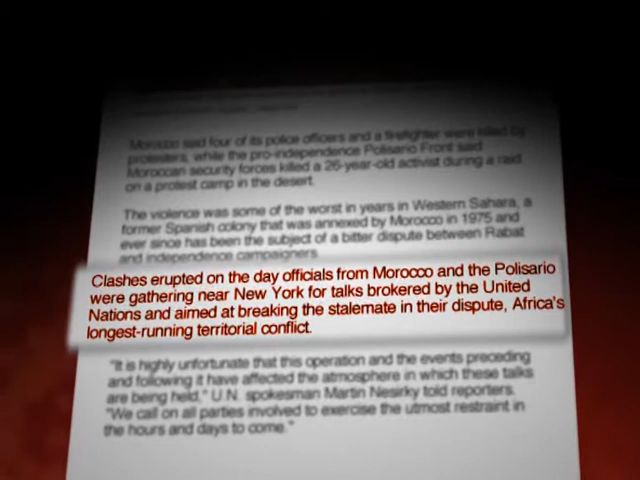 Morocco said four of its police officers and a firefighter were killed by
protesters, while the pro-independence Polisario Front said
Moroccan security forces killed a 26-year-old activist during a raid
on a protest camp in the desert.
The violence was some of the worst in years in Western Sahara, a
former Spanish colony that was annexed by Morocco in 1975 and
ever since has been the subject of a bitter dispute between Rabat
and independence campaigners.
Clashes erupted on the day officials from Morocco and the Polisario
were gathering near New York for talks brokered by the United
Nations and aimed at breaking the stalemate in their dispute, Africa's
longest-running territorial conflict.
"It is highly unfortunate that this operation and the events preceding
and following it have affected the atmosphere in which these talks
are being held," U.N. spokesman Martin Nesirky told reporters.
"We call on all parties involved to exercise the utmost restraint in
the hours and days to come."